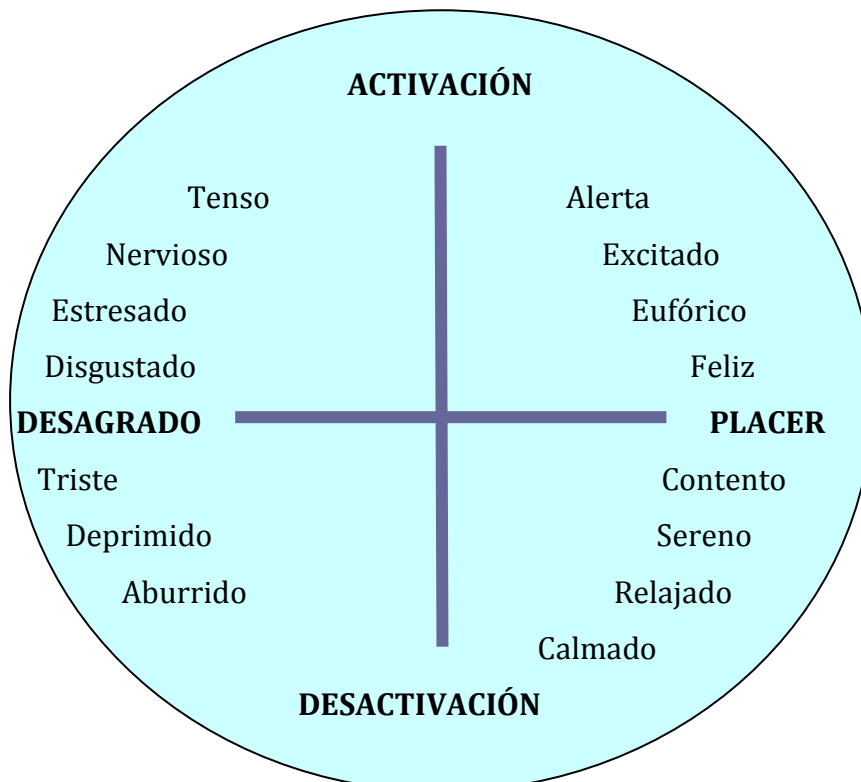 ACTIVACIÓN
Tenso Alerta
Nervioso Excitado
Estresado Eufórico
Disgustado Feliz
DESAGRADO PLACER
Triste Contento
Deprimido Sereno
Aburrido Relajado
Calmado
DESACTIVACIÓN